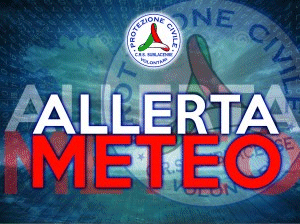 PROTEZIONE CIVILE
C.R.S. SUBLACENSE
VOLONTARI
ALLERTA
METEO